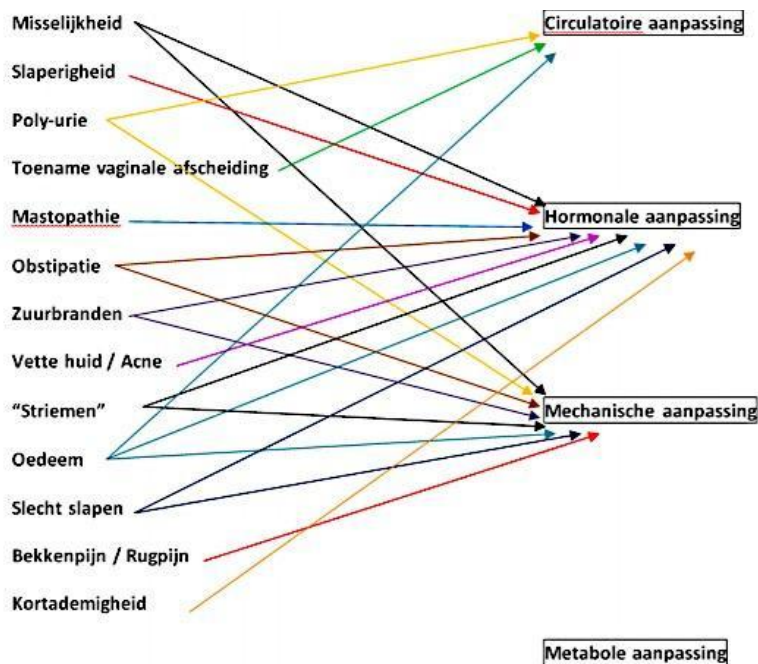 Misselijkheid
Circulatoire aanpassing
Slaperigheid
Poly-urie
Toename vaginale afscheiding
Mastopathie
Hormonale aanpassing
Obstipatie
Zuurbranden
Vette huid / Acne
“Striemen”
Mechanische aanpassing
Oedeem
Slecht slapen
Bekkenpijn / Rugpijn
Kortademigheid
Metabole aanpassing